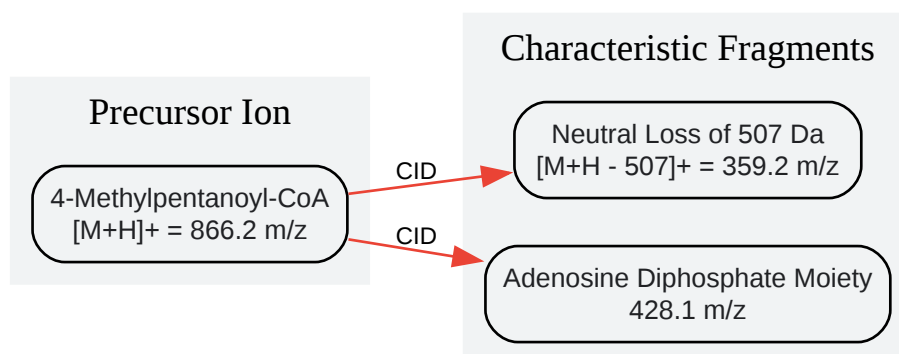 Precursor Ion
4-Methylpentanoyl-CoA
[M+H]+ = 866.2 m/z
CID
CID
Characteristic Fragments
Neutral Loss of 507 Da
[M+H - 507]+ = 359.2 m/z
Adenosine Diphosphate Moiety
428.1 m/z